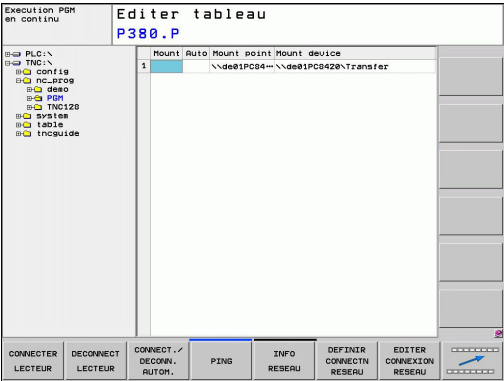 Execution PGM
en continu
Editer tableau
P380.P
PLC:\
TNC:\
config
nc_prog
demo
PGM
TNC128
system
table
tncguide
Mount Auto Mount point Mount device
1 \\de01PC84… \\de01PC8420\Transfer
CONNECTER
LECTEUR
DECONNECT
LECTEUR
CONNECT./
DECONN.
AUTOM.
PING
INFO
RESEAU
DEFINIR
CONNECTN
RESEAU
EDITER
CONNEXION
RESEAU